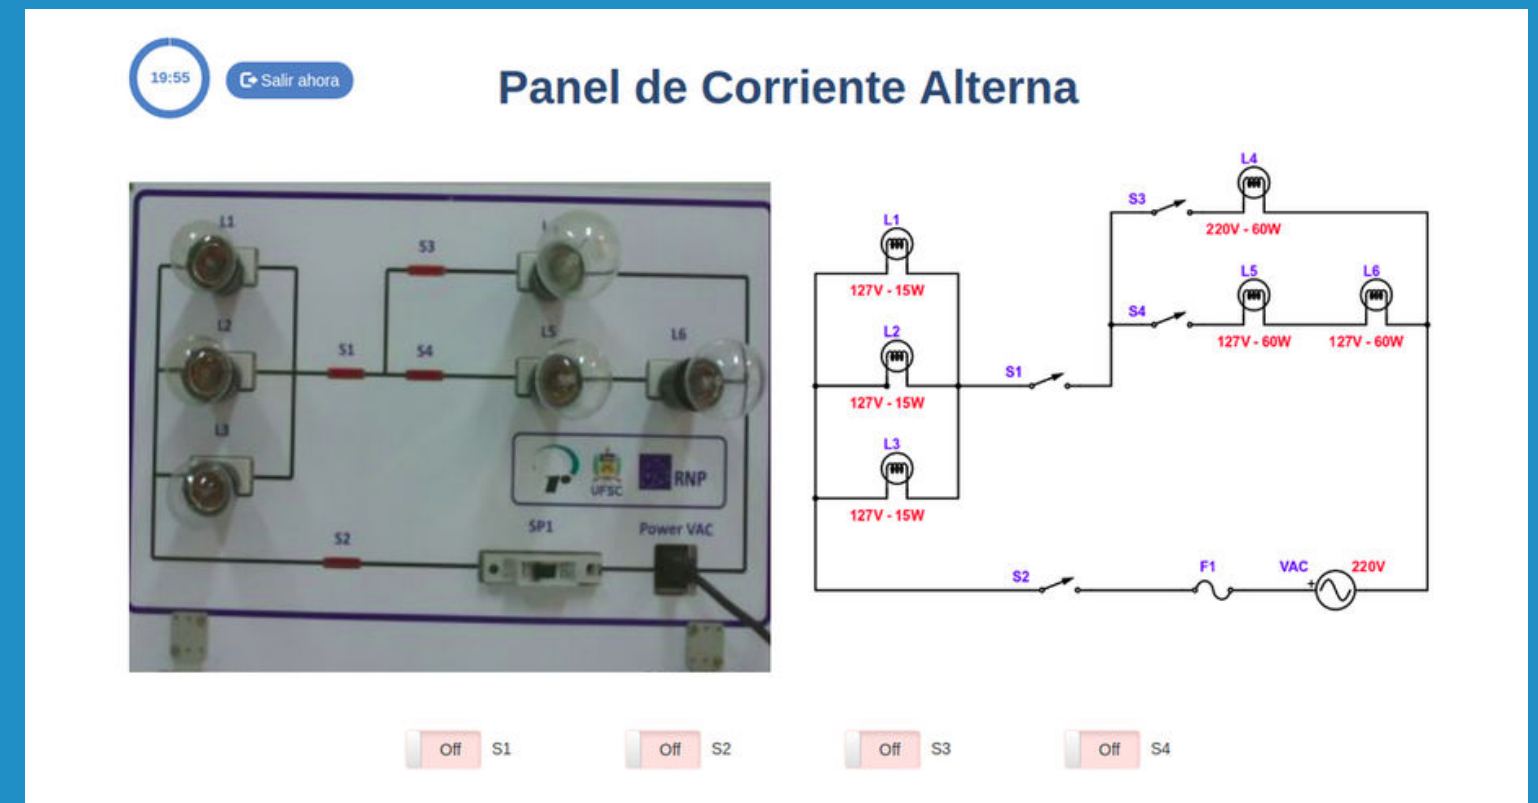 19:55
Salir ahora
Panel de Corriente Alterna
L1
S3
L
L2
S1
S4
L5
L6
L3
UFSC
RNP
S2
SP1
Power VAC
L4
S3
220V - 60W
L1
127V - 15W
L5
L6
S4
127V - 60W
127V - 60W
L2
S1
127V - 15W
L3
127V - 15W
S2
F1
VAC
220V
+
Off S1
Off S2
Off S3
Off S4